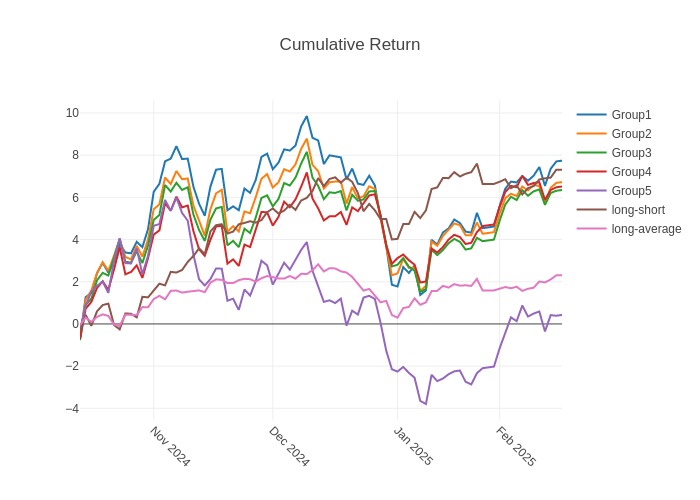 Cumulative Return
10
8
6
4
2
0
−2
−4
Nov 2024
Dec 2024
Jan 2025
Feb 2025
Group1
Group2
Group3
Group4
Group5
long-short
long-average